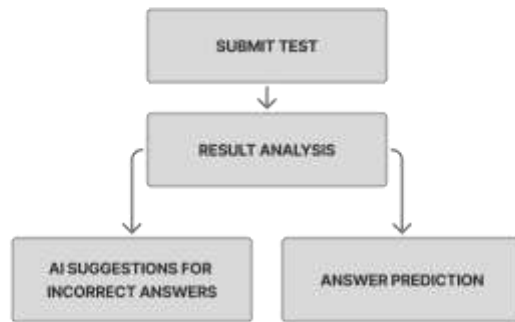 SUBMIT TEST
RESULT ANALYSIS
AI SUGGESTIONS FOR
INCORRECT ANSWERS
ANSWER PREDICTION